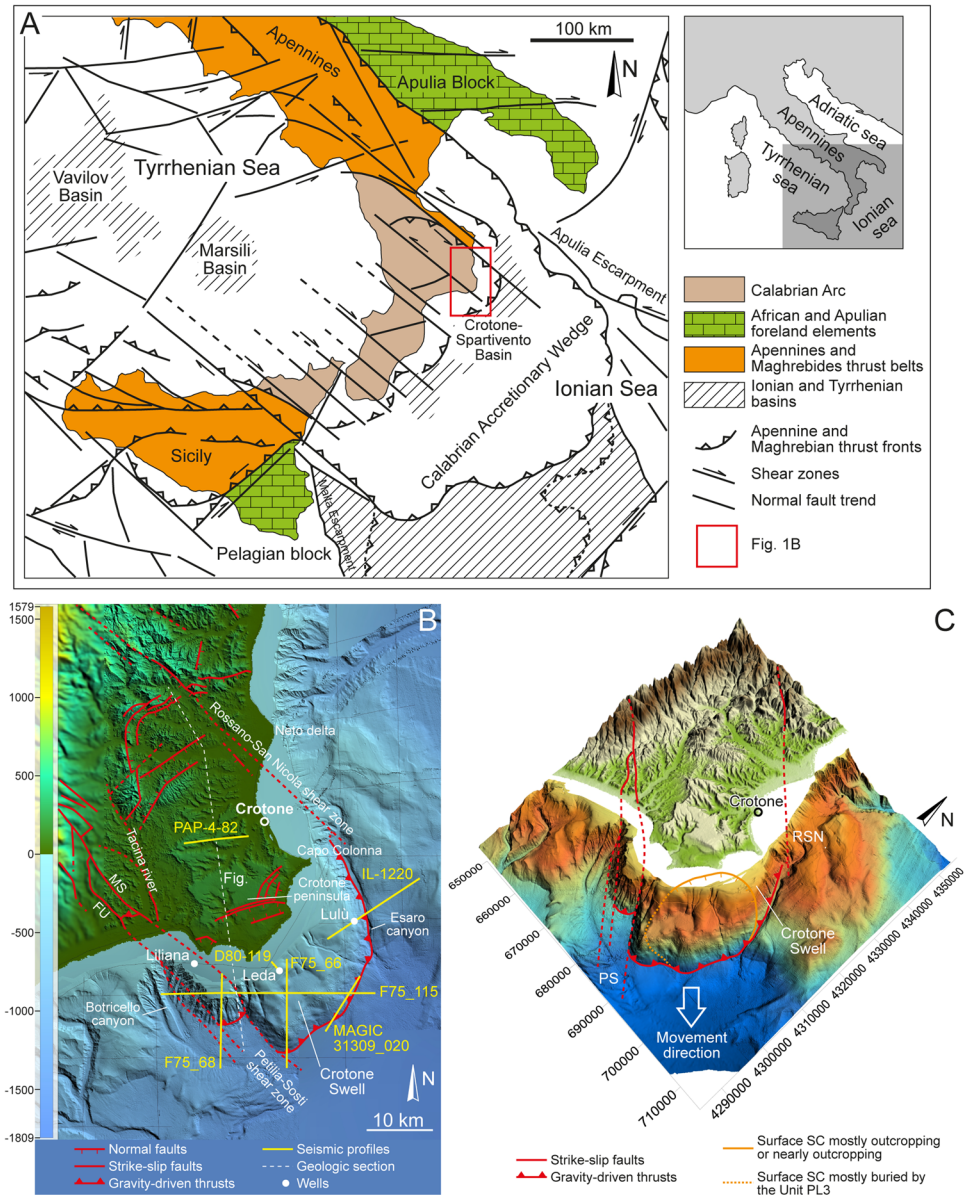 A
100 km
N
Apennines
Apulia Block
Tyrrhenian Sea
Vavilov
Basin
Marsili
Basin
Apulia Escarpment
Crotone-
Spartivento
Basin
Calabrian Accretionary Wedge
Ionian Sea
Sicily
Malta Escarpment
Pelagian block
Adriatic sea
Apennines
Tyrrhenian
sea
Ionian
sea
Calabrian Arc
African and Apulian
foreland elements
Apennines and
Maghrebides thrust belts
Ionian and Tyrrhenian
basins
Apennine and
Maghrebian thrust fronts
Shear zones
Normal fault trend
Fig. 1B
B
1579
1500
1000
500
0
-500
-1000
-1500
-1809
Rossano-San Nicola shear zone
Neto delta
Crotone
PAP-4-82
Capo Colonna
Tacina river
Fig.
Crotone
peninsula
IL-1220
MS
FU
Lulù
Esaro
canyon
Liliana
D80-119
F75_66
Leda
F75_115
Botricello
canyon
MAGIC
31309_020
F75_68
Petilia-Sosti
shear zone
Crotone
Swell
N
10 km
Normal faults
Strike-slip faults
Gravity-driven thrusts
Seismic profiles
Geologic section
Wells
C
Crotone
RSN
N
Crotone
Swell
PS
Movement
direction
650000
660000
670000
680000
690000
700000
710000
4290000
4300000
4310000
4320000
4330000
4340000
4350000
Strike-slip faults
Gravity-driven thrusts
Surface SC mostly outcropping
or nearly outcropping
Surface SC mostly buried by
the Unit PL3